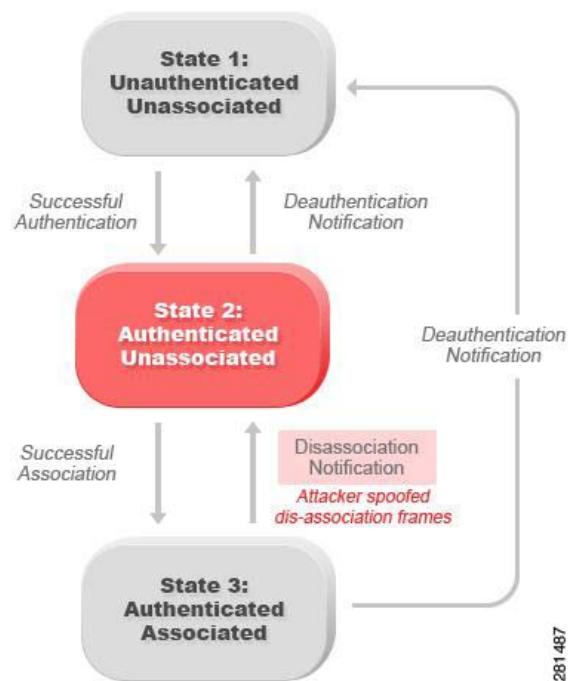 State 1:
Unauthenticated
Unassociated
Successful
Authentication
Deauthentication
Notification
State 2:
Authenticated
Unassociated
Deauthentication
Notification
Successful
Association
Disassociation
Notification
Attacker spoofed
dis-association frames
State 3:
Authenticated
Associated
281487